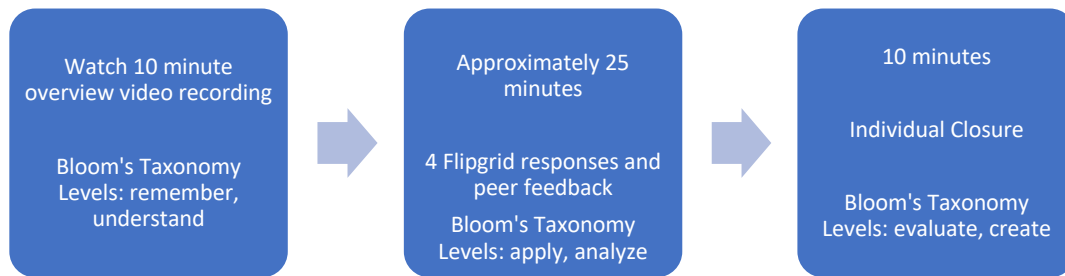 Watch 10 minute
overview video recording
Bloom's Taxonomy
Levels: remember,
understand
Approximately 25
minutes
4 Flipgrid responses and
peer feedback
Bloom's Taxonomy
Levels: apply, analyze
10 minutes
Individual Closure
Bloom's Taxonomy
Levels: evaluate, create